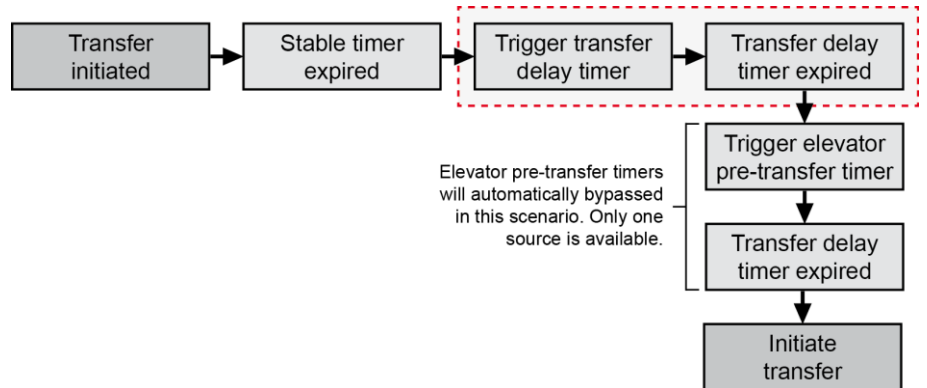 Transfer
initiated
Stable timer
expired
Trigger transfer
delay timer
Transfer delay
timer expired
Trigger elevator
pre-transfer timer
Elevator pre-transfer timers
will automatically bypassed
in this scenario. Only one
source is available.
Transfer delay
timer expired
Initiate
transfer